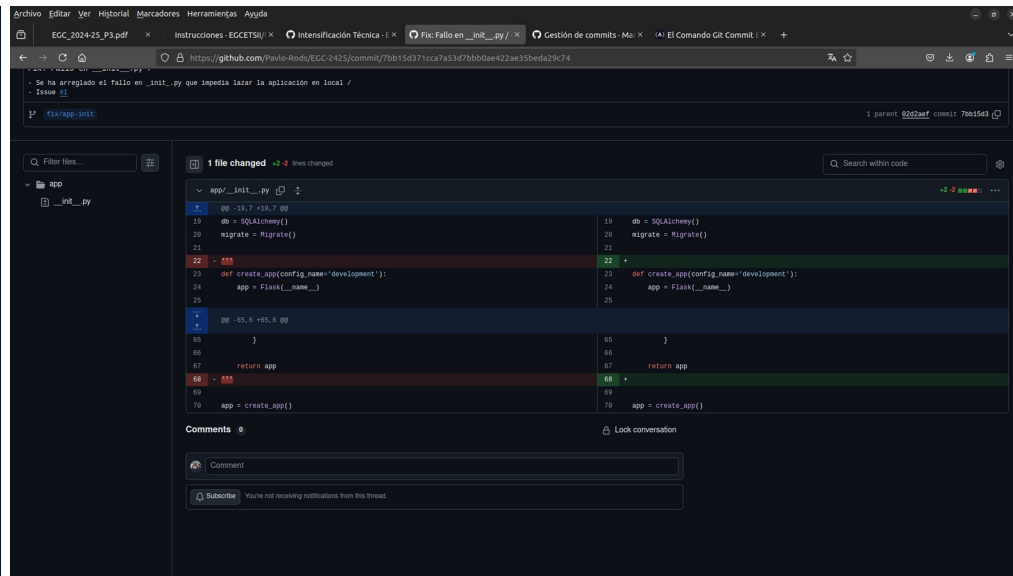 Archivo Editar Ver Historial Marcadores Herramientas Ayuda
EGC_2024-25_P3.pdf
Instrucciones · EGCETSII/
Intensificación Técnica · E
Fix: Fallo en __init__.py /
Gestión de commits · Ma
El Comando Git Commit
https://github.com/Pavlo-Rods/EGC-2425/commit/7bb15d371cca7a53d7bbb0ae422ae35beda29c74
- Se ha arreglado el fallo en _init_.py que impedia lazar la aplicación en local /
- Issue #1
fix/app-init
1 parent 02d2aef commit 7bb15d3
Filter files...
app
__init__.py
1 file changed +2 -2 lines changed
Search within code
app/__init__.py
+2 -2
@@ -19,7 +19,7 @@
19 db = SQLAlchemy() 19 db = SQLAlchemy()
20 migrate = Migrate() 20 migrate = Migrate()
21 21
22 - """ 22 +
23 def create_app(config_name='development'): 23 def create_app(config_name='development'):
24 app = Flask(__name__) 24 app = Flask(__name__)
25 25
@@ -65,6 +65,6 @@
65 } 65 }
66 66
67 return app 67 return app
68 - """ 68 +
69 69
70 app = create_app() 70 app = create_app()
Comments 0
Lock conversation
Comment
Subscribe You're not receiving notifications from this thread.